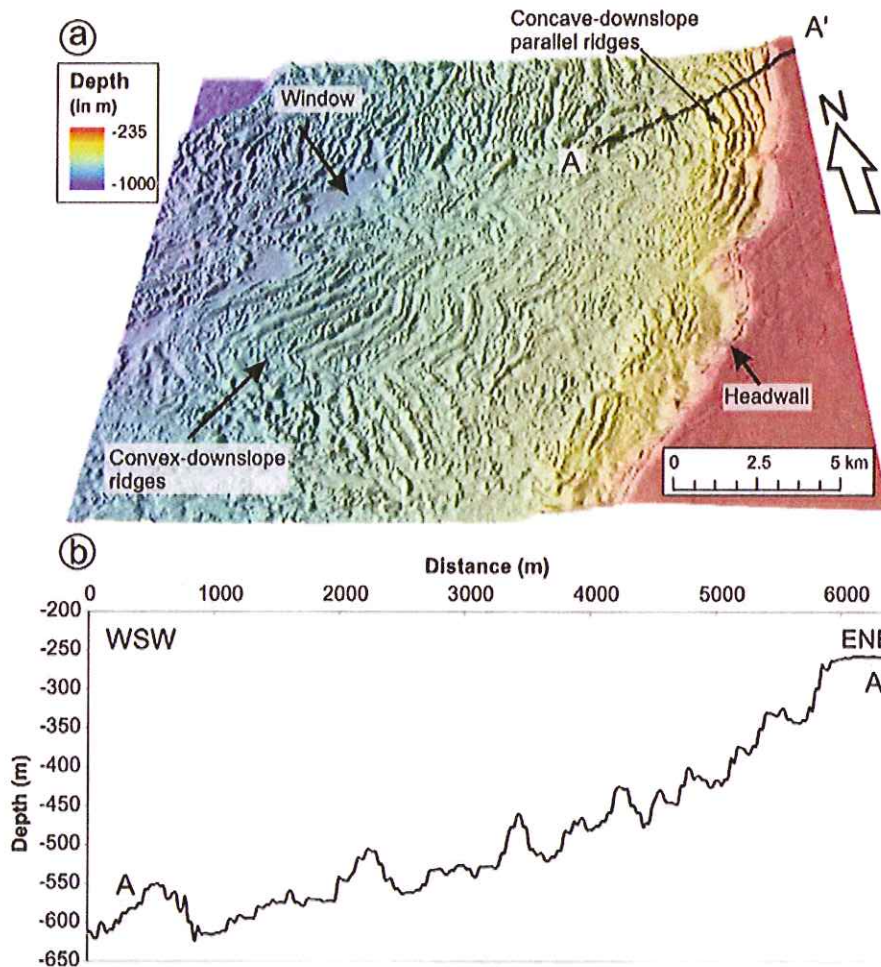 a
Concave-downslope
parallel ridges
A'
Depth
(in m)
-235
-1000
Window
A
N
Headwall
0 2.5 5 km
Convex-downslope
ridges
b
Distance (m)
0 1000 2000 3000 4000 5000 6000
-200
WSW
ENE
-250
A
-300
-350
-400
Depth (m)
-450
-500
-550
A
-600
-650